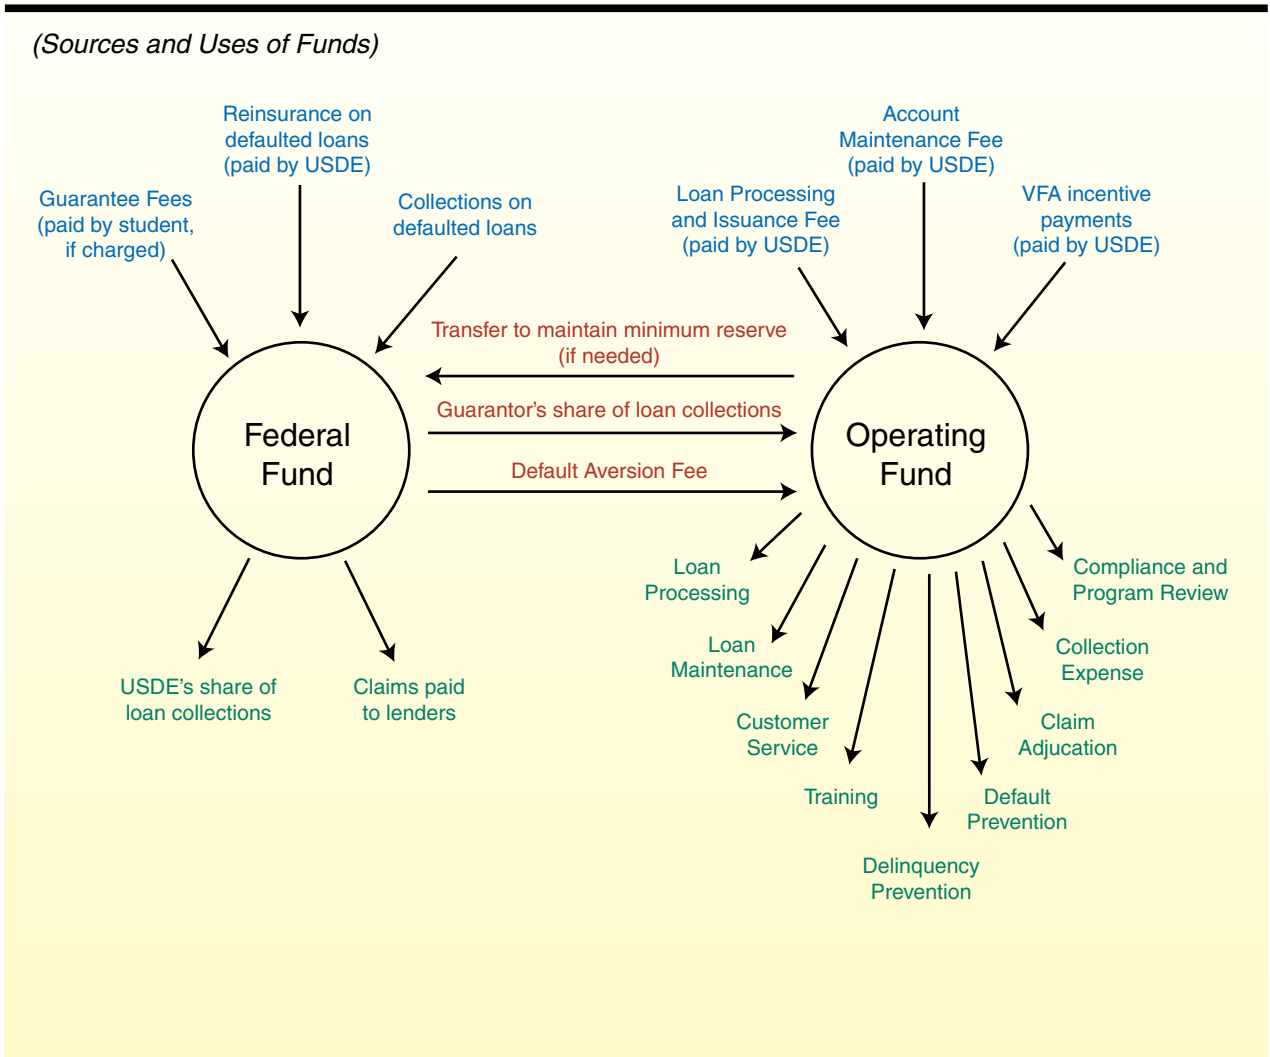 (Sources and Uses of Funds)
Reinsurance on
defaulted loans
(paid by USDE)
Guarantee Fees
(paid by student,
if charged)
Collections on
defaulted loans
Account
Maintenance Fee
(paid by USDE)
Loan Processing
and Issuance Fee
(paid by USDE)
VFA incentive
payments
(paid by USDE)
Transfer to maintain minimum reserve
(if needed)
Guarantor's share of loan collections
Default Aversion Fee
Federal
Fund
Operating
Fund
USDE's share of
loan collections
Claims paid
to lenders
Loan
Processing
Loan
Maintenance
Customer
Service
Training
Delinquency
Prevention
Default
Prevention
Claim
Adjucation
Collection
Expense
Compliance and
Program Review